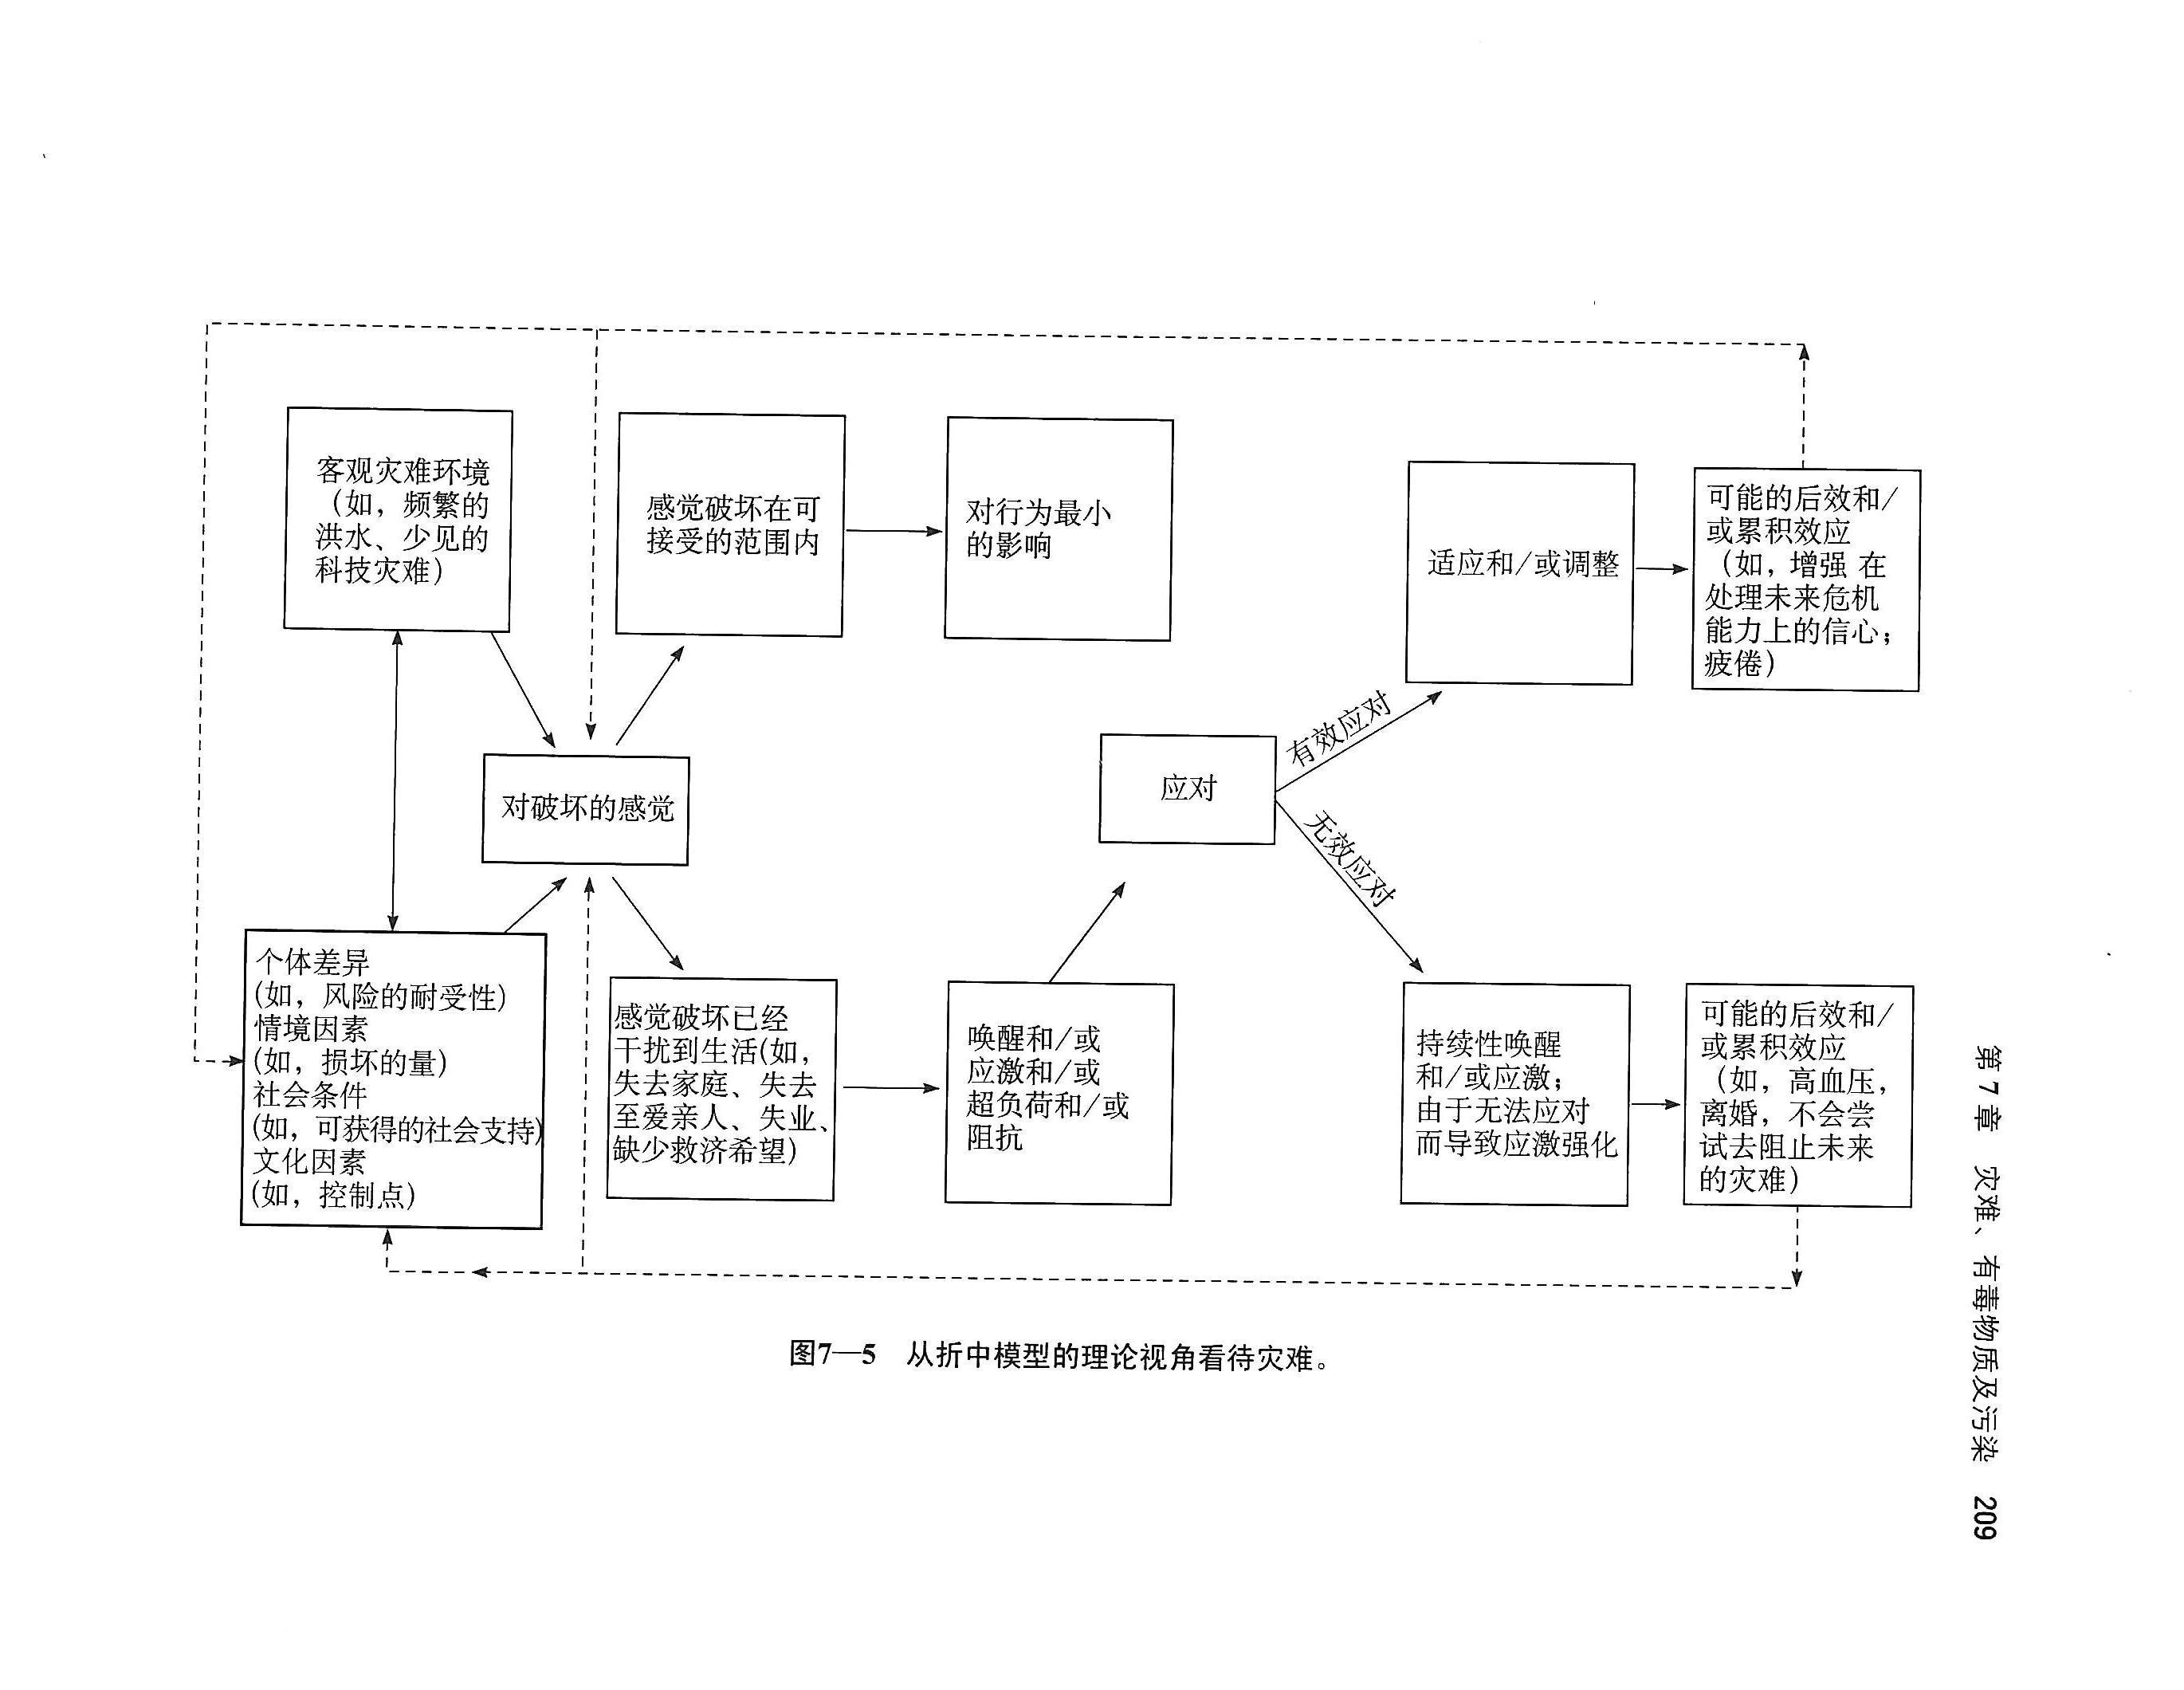 客观灾难环境
（如，频繁的
洪水、少见的
科技灾难）
感觉破坏在可
接受的范围内
对行为最小
的影响
适应和/或调整
可能的后效和/
或累积效应
（如，增强 在
处理未来危机
能力上的信心；
疲倦）
对破坏的感觉
应对
有效应对
无效应对
个体差异
(如，风险的耐受性)
情境因素
(如，损坏的量)
社会条件
(如，可获得的社会支持)
文化因素
(如，控制点)
感觉破坏已经
干扰到生活(如，
失去家庭、失去
至爱亲人、失业、
缺少救济希望)
唤醒和/或
应激和/或
超负荷和/或
阻抗
持续性唤醒
和/或应激；
由于无法应对
而导致应激强化
可能的后效和/
或累积效应
（如，高血压，
离婚，不会尝
试去阻止未来
的灾难）
图7—5 从折中模型的理论视角看待灾难。
第7章 灾难、有毒物质及污染 209